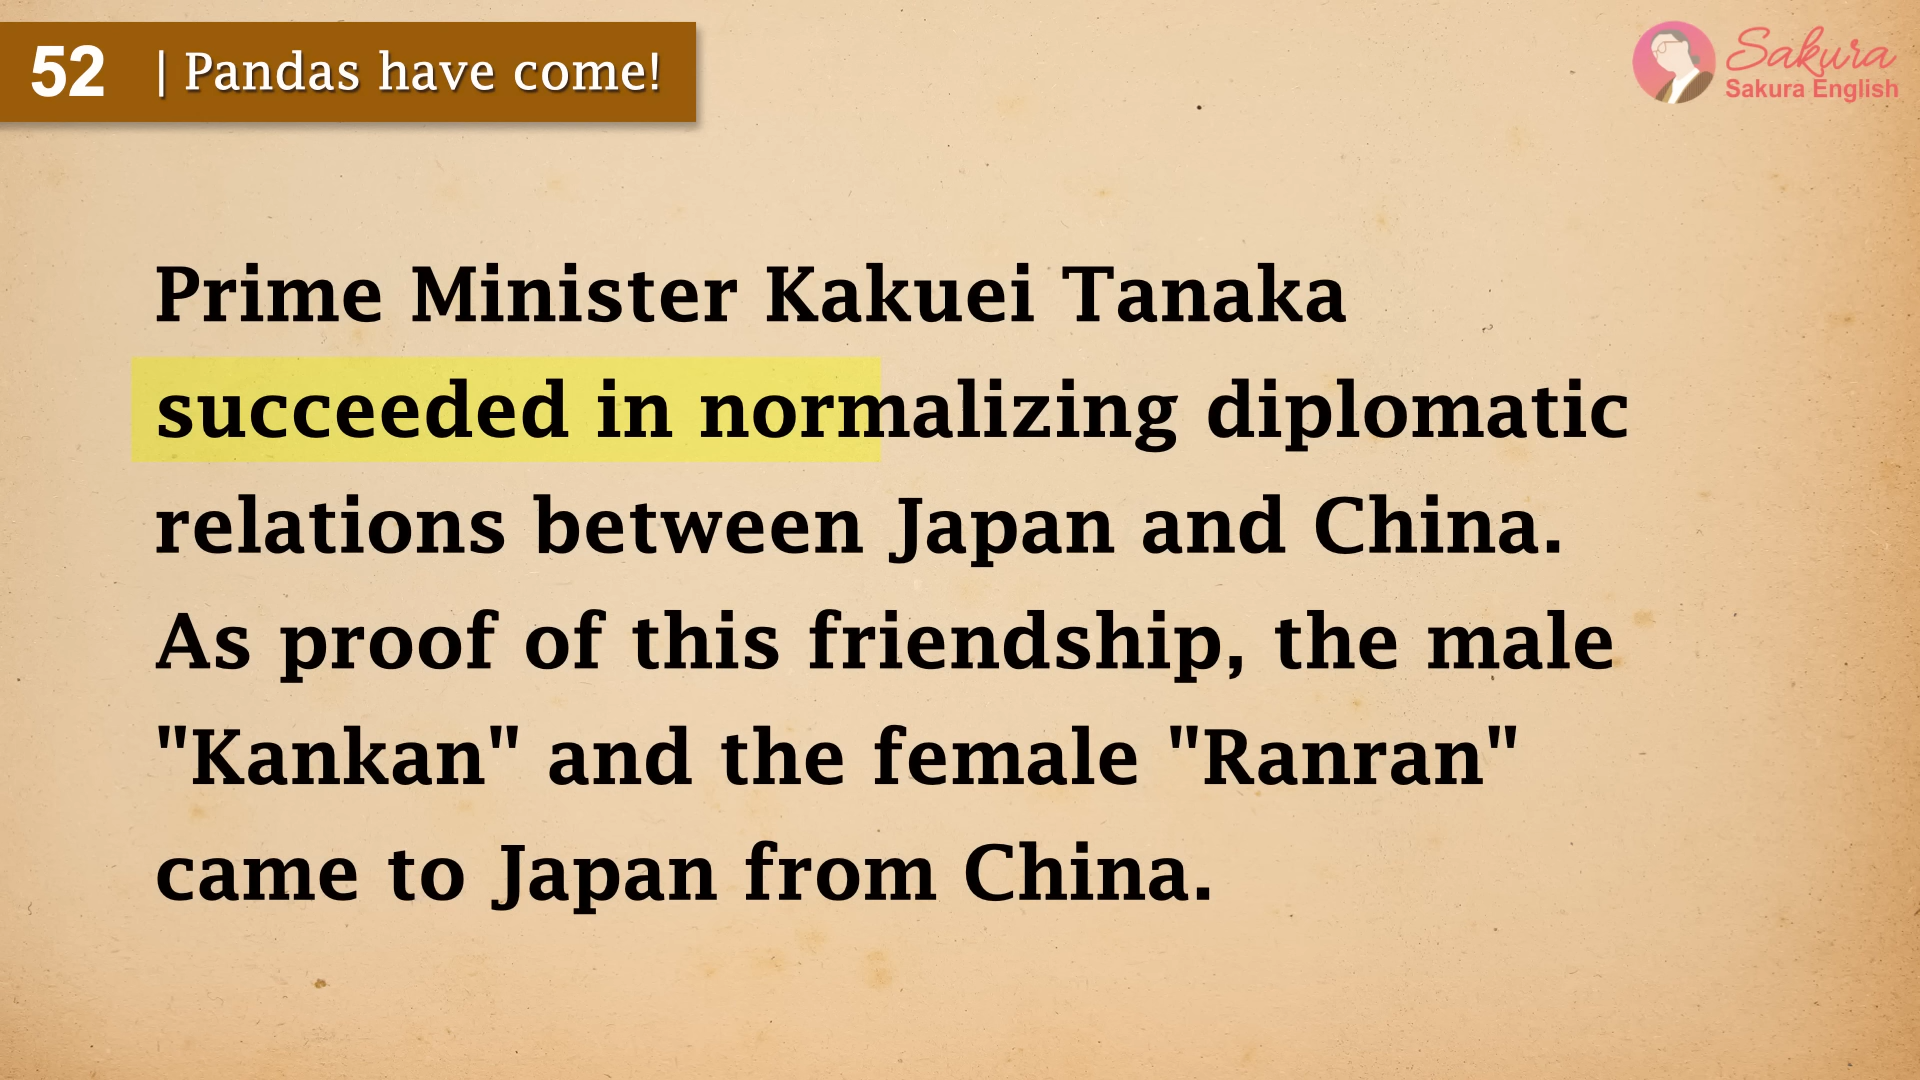 52 | Pandas have come!
Sakura
Sakura English
Prime Minister Kakuei Tanaka
succeeded in normalizing diplomatic
relations between Japan and China.
As proof of this friendship, the male
"Kankan" and the female "Ranran"
came to Japan from China.